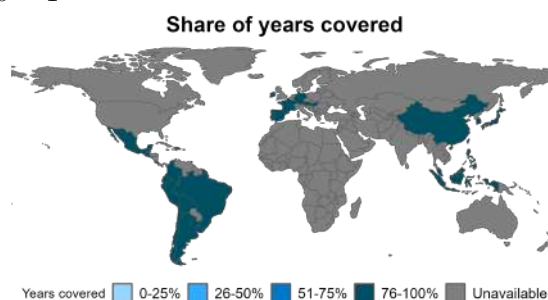 Share of years covered
Years covered 0-25% 26-50% 51-75% 76-100% Unavailable